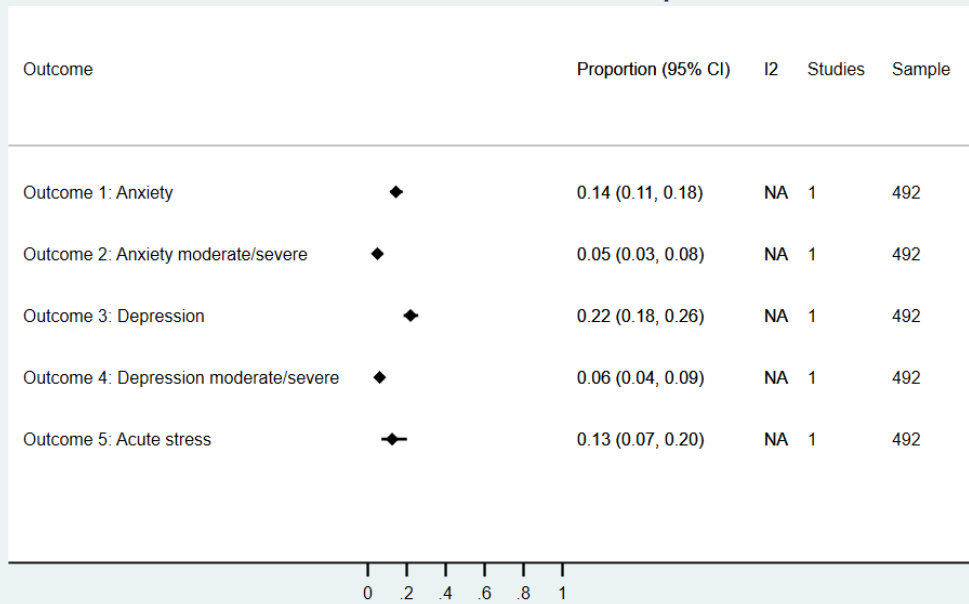 Outcome Proportion (95% CI) I2 Studies Sample
Outcome 1: Anxiety 0.14 (0.11, 0.18) NA 1 492
Outcome 2: Anxiety moderate/severe 0.05 (0.03, 0.08) NA 1 492
Outcome 3: Depression 0.22 (0.18, 0.26) NA 1 492
Outcome 4: Depression moderate/severe 0.06 (0.04, 0.09) NA 1 492
Outcome 5: Acute stress 0.13 (0.07, 0.20) NA 1 492
0 .2 .4 .6 .8 1